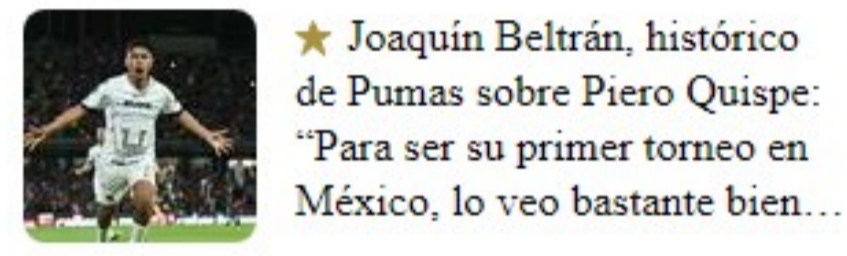 ★ Joaquín Beltrán, histórico
de Pumas sobre Piero Quispe:
“Para ser su primer torneo en
México, lo veo bastante bien…